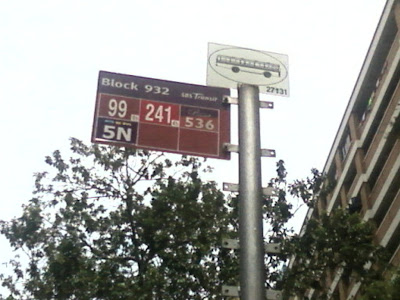 Block 932 SBS Transit
99 241 536
5N
27131